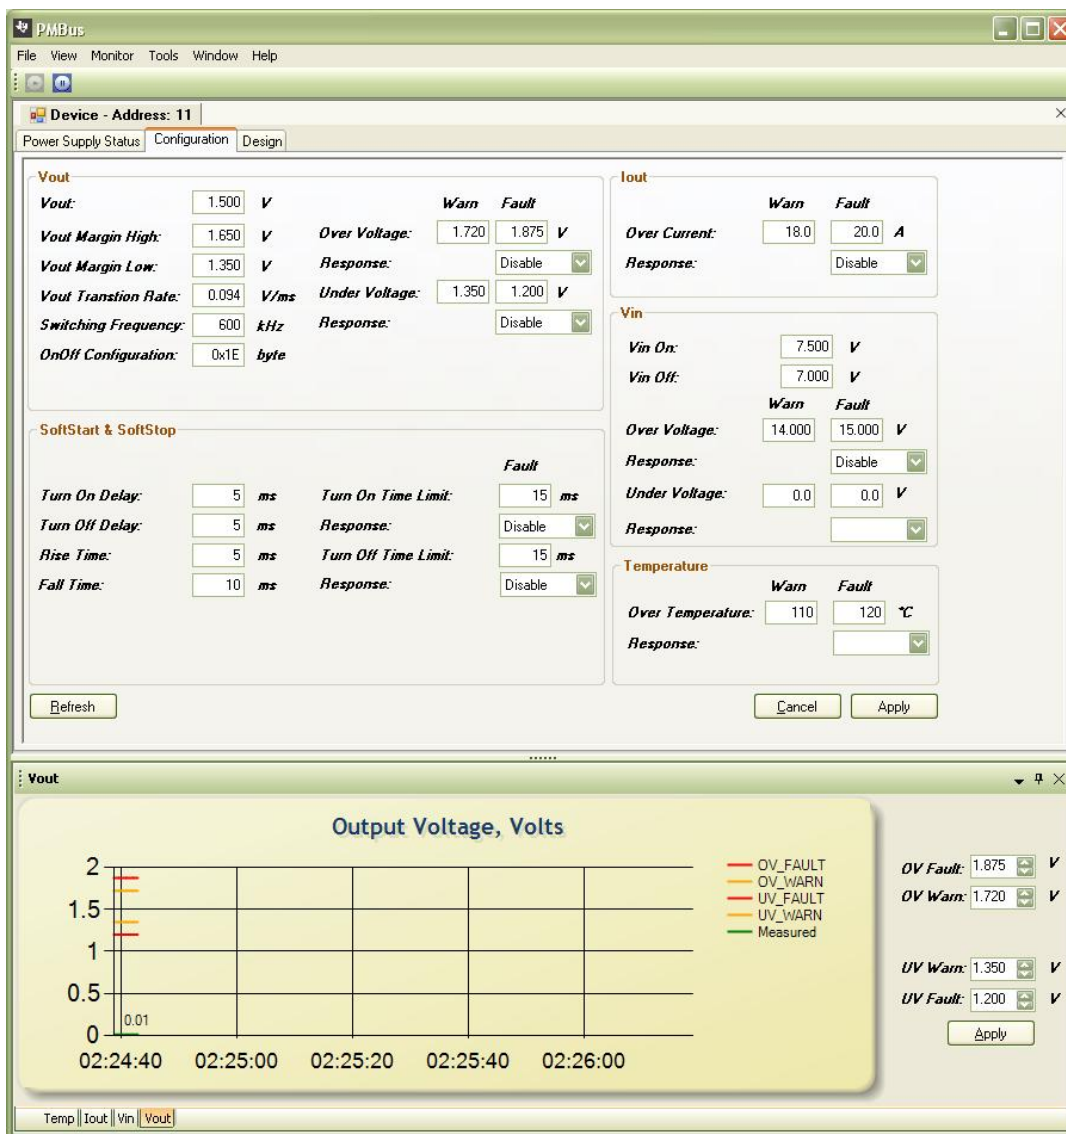 PMBus
File View Monitor Tools Window Help
Device - Address: 11
Power Supply Status Configuration Design
Vout
Vout: 1.500 V
Warn Fault
Vout Margin High: 1.650 V
Over Voltage: 1.720 1.875 V
Vout Margin Low: 1.350 V
Response: Disable
Vout Transtion Rate: 0.094 V/ms
Under Voltage: 1.350 1.200 V
Switching Frequency: 600 kHz
Response: Disable
OnOff Configuration: 0x1E byte
Iout
Warn Fault
Over Current: 18.0 20.0 A
Response: Disable
Vin
Vin On: 7.500 V
Vin Off: 7.000 V
Warn Fault
Over Voltage: 14.000 15.000 V
Response: Disable
Under Voltage: 0.0 0.0 V
Response:
SoftStart & SoftStop
Fault
Turn On Delay: 5 ms
Turn On Time Limit: 15 ms
Turn Off Delay: 5 ms
Response: Disable
Rise Time: 5 ms
Turn Off Time Limit: 15 ms
Fall Time: 10 ms
Response: Disable
Temperature
Warn Fault
Over Temperature: 110 120 °C
Response:
Refresh
Cancel Apply
Vout
Output Voltage, Volts
2
1.5
1
0.5
0
0.01
02:24:40 02:25:00 02:25:20 02:25:40 02:26:00
OV_FAULT
OV_WARN
UV_FAULT
UV_WARN
Measured
OV Fault: 1.875 V
OV Warn: 1.720 V
UV Warn: 1.350 V
UV Fault: 1.200 V
Apply
Temp Iout Vin Vout